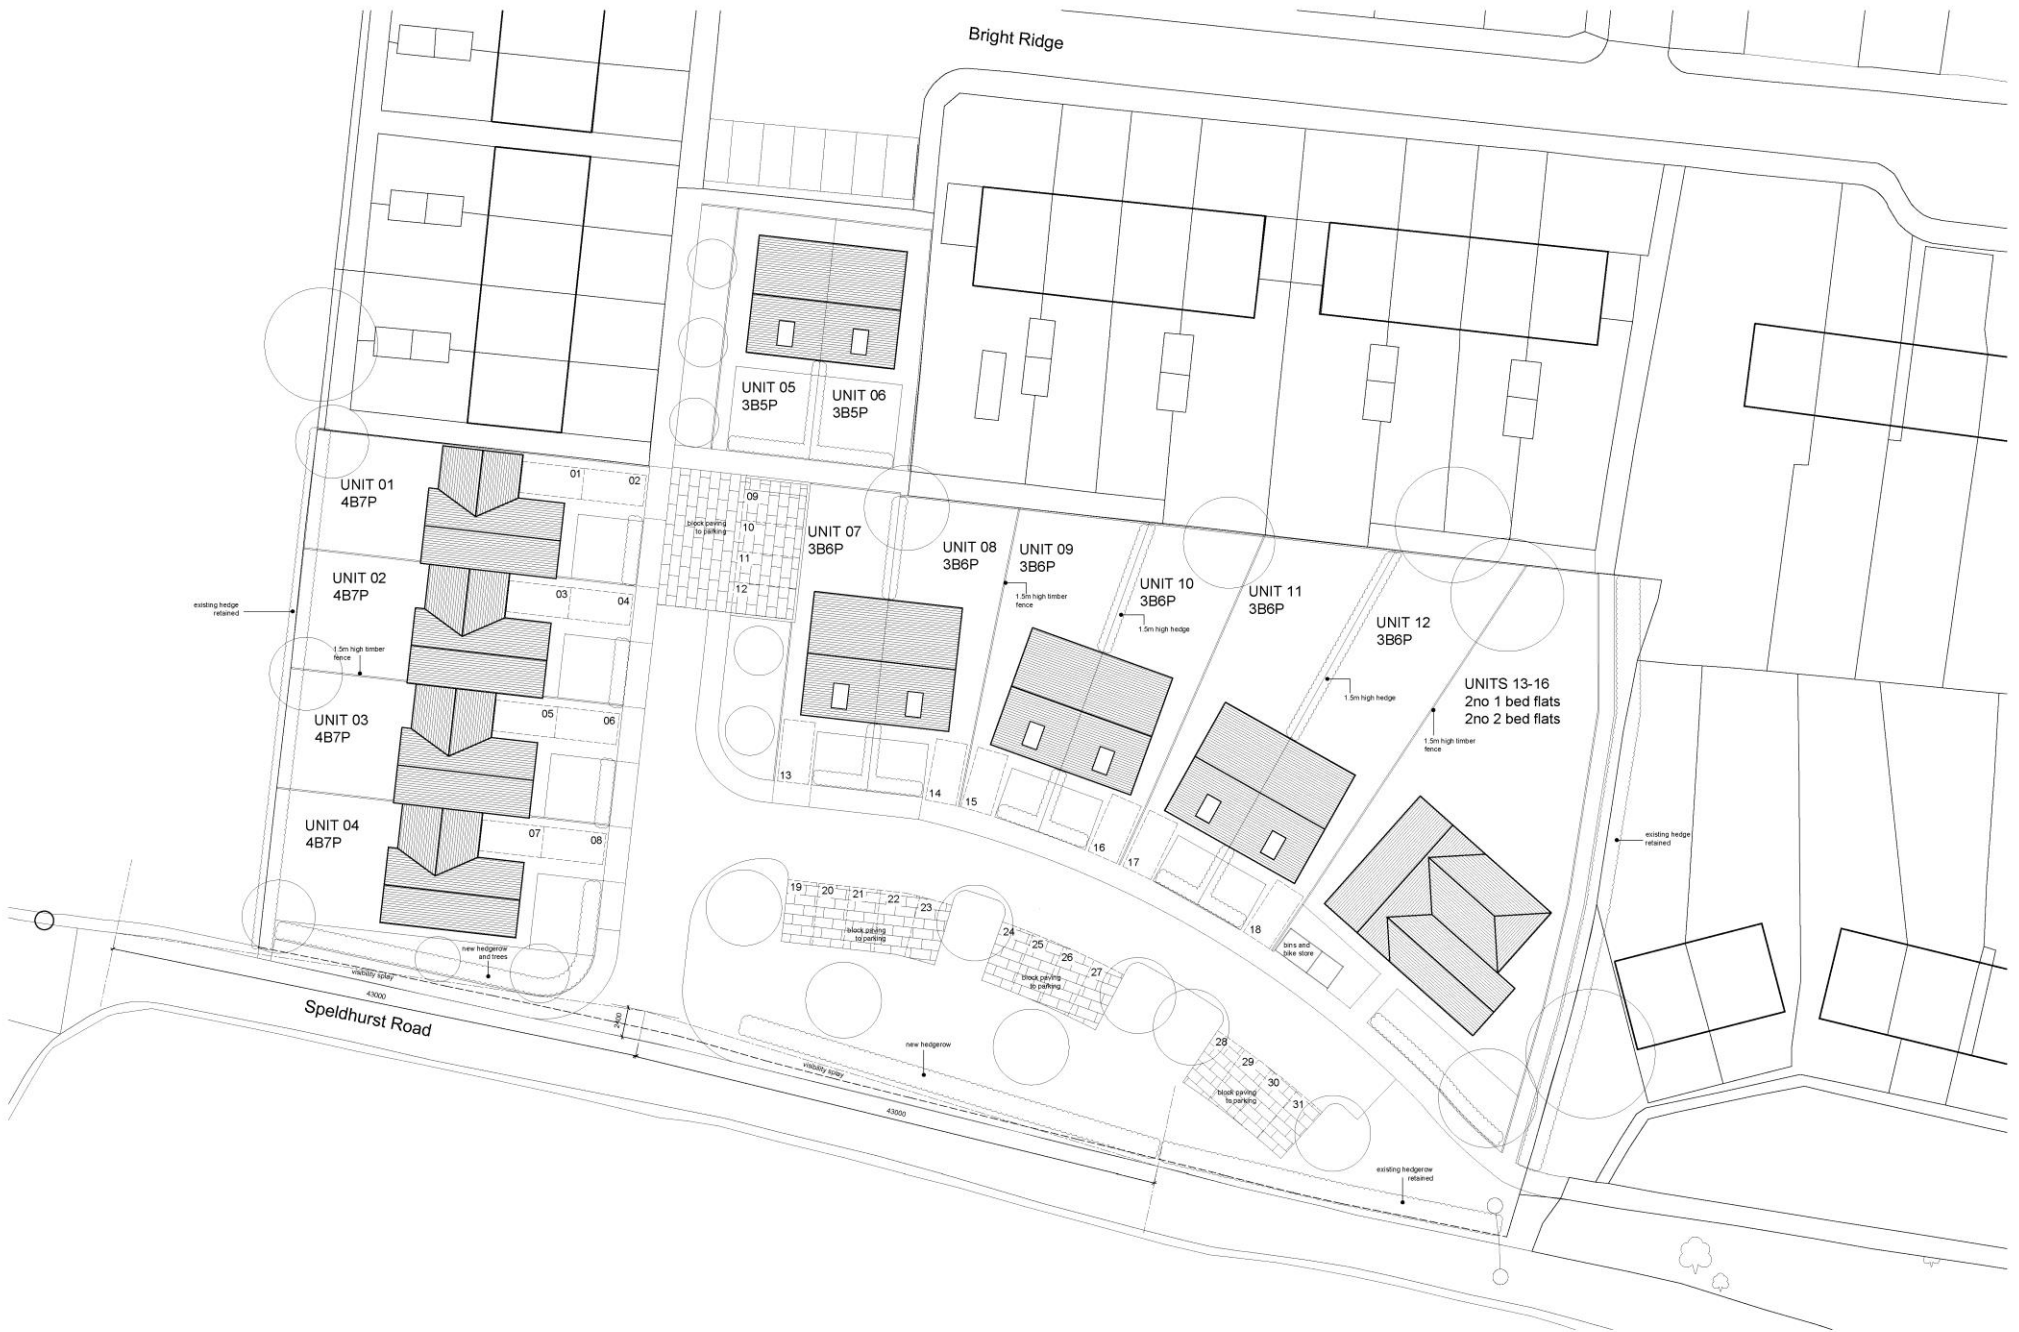 Bright Ridge
UNIT 05
3B5P
UNIT 06
3B5P
UNIT 01
4B7P
01
02
block paving
to parking
09
10
11
12
UNIT 07
3B6P
UNIT 08
3B6P
UNIT 09
3B6P
1.5m high timber
fence
UNIT 10
3B6P
1.5m high hedge
UNIT 11
3B6P
UNIT 12
3B6P
1.5m high hedge
UNITS 13-16
2no 1 bed flats
2no 2 bed flats
1.5m high timber
fence
existing hedge
retained
UNIT 02
4B7P
03
04
1.5m high timber
fence
UNIT 03
4B7P
05
06
UNIT 04
4B7P
07
08
13
14
15
16
17
18
bins and
bike store
existing hedge
retained
19
20
21
22
23
block paving
to parking
24
25
26
27
block paving
to parking
28
29
30
31
block paving
to parking
new hedgerow
and trees
visibility splay
43000
Speldhurst Road
2400
new hedgerow
visibility splay
43000
existing hedgerow
retained